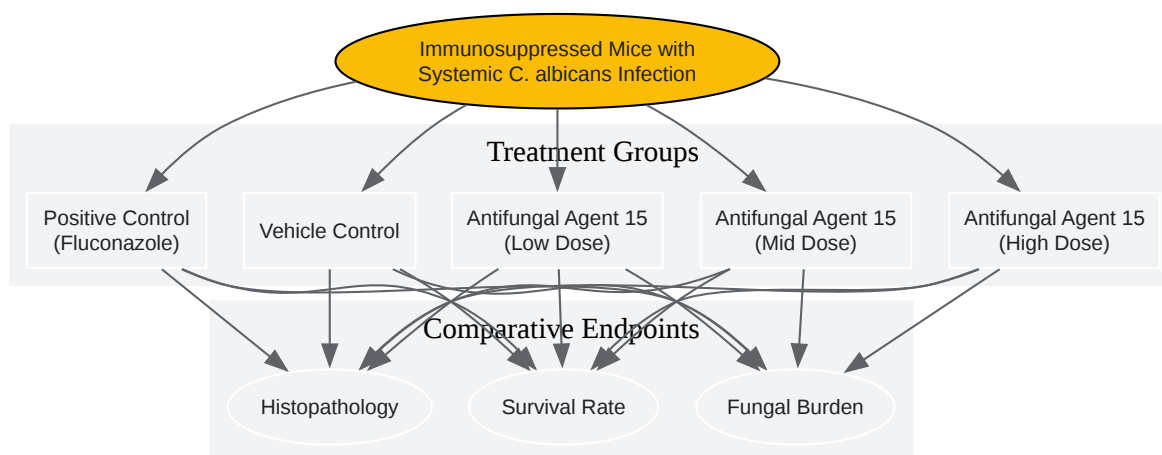 Immunosuppressed Mice with
Systemic C. albicans Infection
Treatment Groups
Positive Control
(Fluconazole)
Vehicle Control
Antifungal Agent 15
(Low Dose)
Antifungal Agent 15
(Mid Dose)
Antifungal Agent 15
(High Dose)
Comparative Endpoints
Histopathology
Survival Rate
Fungal Burden